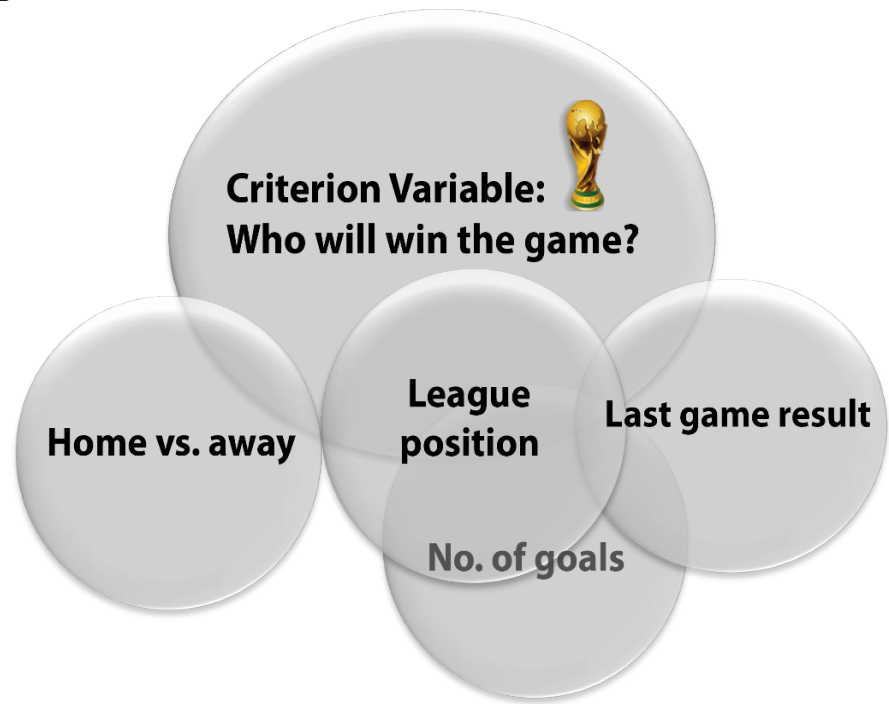 Criterion Variable:
Who will win the game?
Home vs. away
League
position
Last game result
No. of goals